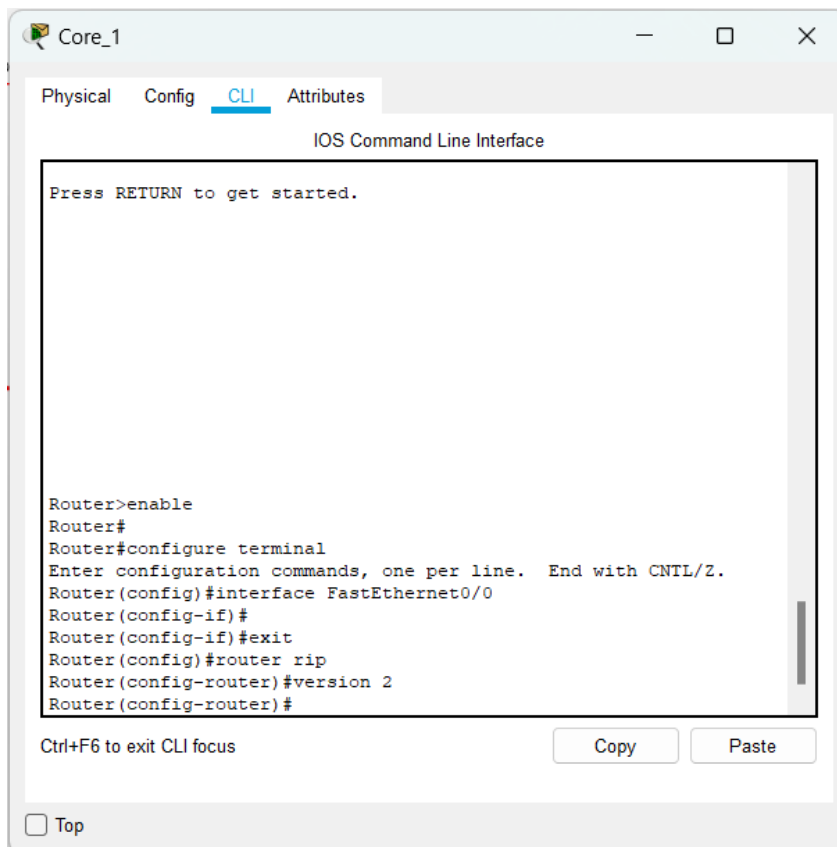 Core_1
Physical Config CLI Attributes
IOS Command Line Interface
Press RETURN to get started.
Router>enable
Router#
Router#configure terminal
Enter configuration commands, one per line.  End with CNTL/Z.
Router(config)#interface FastEthernet0/0
Router(config-if)#
Router(config-if)#exit
Router(config)#router rip
Router(config-router)#version 2
Router(config-router)#
Ctrl+F6 to exit CLI focus
Copy Paste
Top